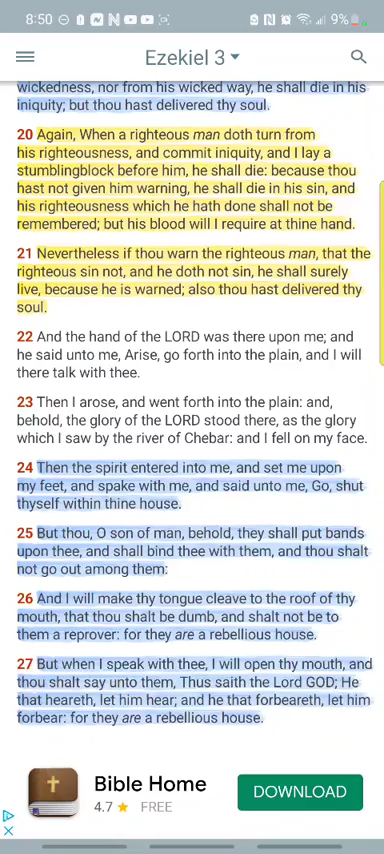 8:50 9%
Ezekiel 3
wickedness, nor from his wicked way, he shall die in his
iniquity; but thou hast delivered thy soul.
20 Again, When a righteous man doth turn from
his righteousness, and commit iniquity, and I lay a
stumblingblock before him, he shall die: because thou
hast not given him warning, he shall die in his sin, and
his righteousness which he hath done shall not be
remembered; but his blood will I require at thine hand.
21 Nevertheless if thou warn the righteous man, that the
righteous sin not, and he doth not sin, he shall surely
live, because he is warned; also thou hast delivered thy
soul.
22 And the hand of the LORD was there upon me; and
he said unto me, Arise, go forth into the plain, and I will
there talk with thee.
23 Then I arose, and went forth into the plain: and,
behold, the glory of the LORD stood there, as the glory
which I saw by the river of Chebar: and I fell on my face.
24 Then the spirit entered into me, and set me upon
my feet, and spake with me, and said unto me, Go, shut
thyself within thine house.
25 But thou, O son of man, behold, they shall put bands
upon thee, and shall bind thee with them, and thou shalt
not go out among them:
26 And I will make thy tongue cleave to the roof of thy
mouth, that thou shalt be dumb, and shalt not be to
them a reprover: for they are a rebellious house.
27 But when I speak with thee, I will open thy mouth, and
thou shalt say unto them, Thus saith the Lord GOD; He
that heareth, let him hear; and he that forbeareth, let him
forbear: for they are a rebellious house.
Bible Home
4.7 FREE
DOWNLOAD